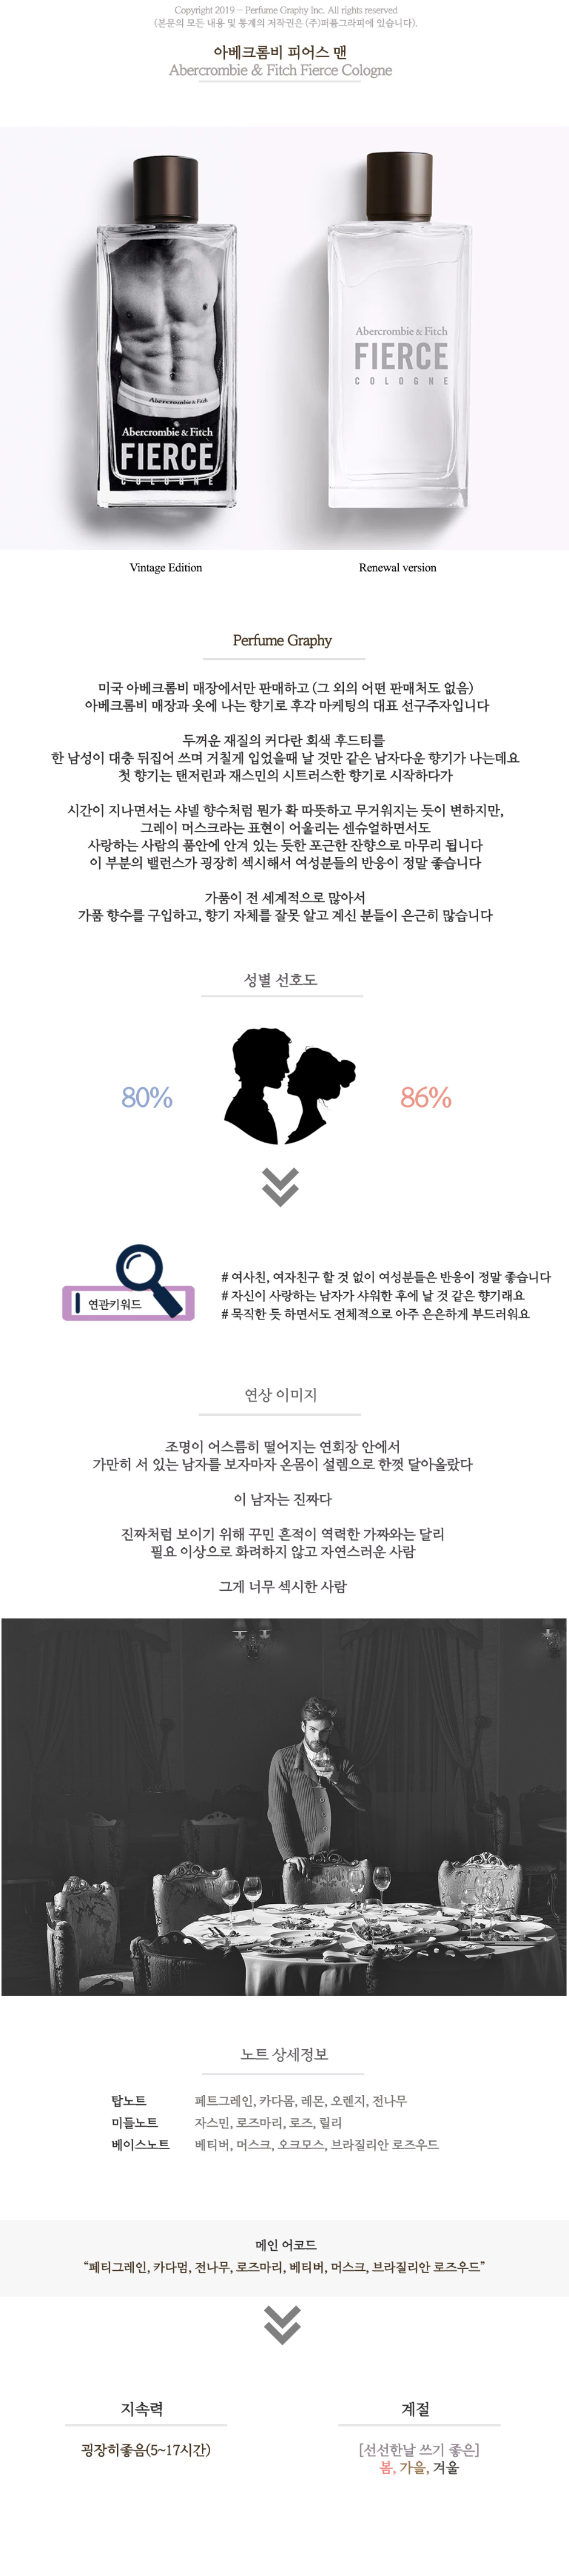 Copyright 2019 - Perfume Graphy Inc. All rights reserved
(본문의 모든 내용 및 통계의 저작권은 (주)퍼퓸그라피에 있습니다).
아베크롬비 피어스 맨
Abercrombie & Fitch Fierce Cologne
Abercrombie & Fitch
Abercrombie & Fitch
FIERCE
COLOGNE
Abercrombie & Fitch
FIERCE
COLOGNE
Vintage Edition
Renewal version
Perfume Graphy
미국 아베크롬비 매장에서만 판매하고 (그 외의 어떤 판매처도 없음)
아베크롬비 매장과 옷에 나는 향기로 후각 마케팅의 대표 선구주자입니다
두꺼운 재질의 커다란 회색 후드티를
한 남성이 대충 뒤집어 쓰며 거칠게 입었을때 날 것만 같은 남자다운 향기가 나는데요
첫 향기는 탠저린과 재스민의 시트러스한 향기로 시작하다가
시간이 지나면서는 샤넬 향수처럼 뭔가 확 따뜻하고 무거워지는 듯이 변하지만,
그레이 머스크라는 표현이 어울리는 센슈얼하면서도
사랑하는 사람의 품안에 안겨 있는 듯한 포근한 잔향으로 마무리 됩니다
이 부분의 밸런스가 굉장히 섹시해서 여성분들의 반응이 정말 좋습니다
가품이 전 세계적으로 많아서
가품 향수를 구입하고, 향기 자체를 잘못 알고 계신 분들이 은근히 많습니다
성별 선호도
80%
86%
연관키워드
# 여사친, 여자친구 할 것 없이 여성분들은 반응이 정말 좋습니다
# 자신이 사랑하는 남자가 샤워한 후에 날 것 같은 향기래요
# 묵직한 듯 하면서도 전체적으로 아주 은은하게 부드러워요
연상 이미지
조명이 어스름히 떨어지는 연회장 안에서
가만히 서 있는 남자를 보자마자 온몸이 설렘으로 한껏 달아올랐다
이 남자는 진짜다
진짜처럼 보이기 위해 꾸민 흔적이 역력한 가짜와는 달리
필요 이상으로 화려하지 않고 자연스러운 사람
그게 너무 섹시한 사람
노트 상세정보
탑노트 페트그레인, 카다몸, 레몬, 오렌지, 전나무
미들노트 자스민, 로즈마리, 로즈, 릴리
베이스노트 베티버, 머스크, 오크모스, 브라질리안 로즈우드
메인 어코드
“페티그레인, 카다멈, 전나무, 로즈마리, 베티버, 머스크, 브라질리안 로즈우드”
지속력
굉장히좋음(5~17시간)
계절
[선선한날 쓰기 좋은]
봄, 가을, 겨울